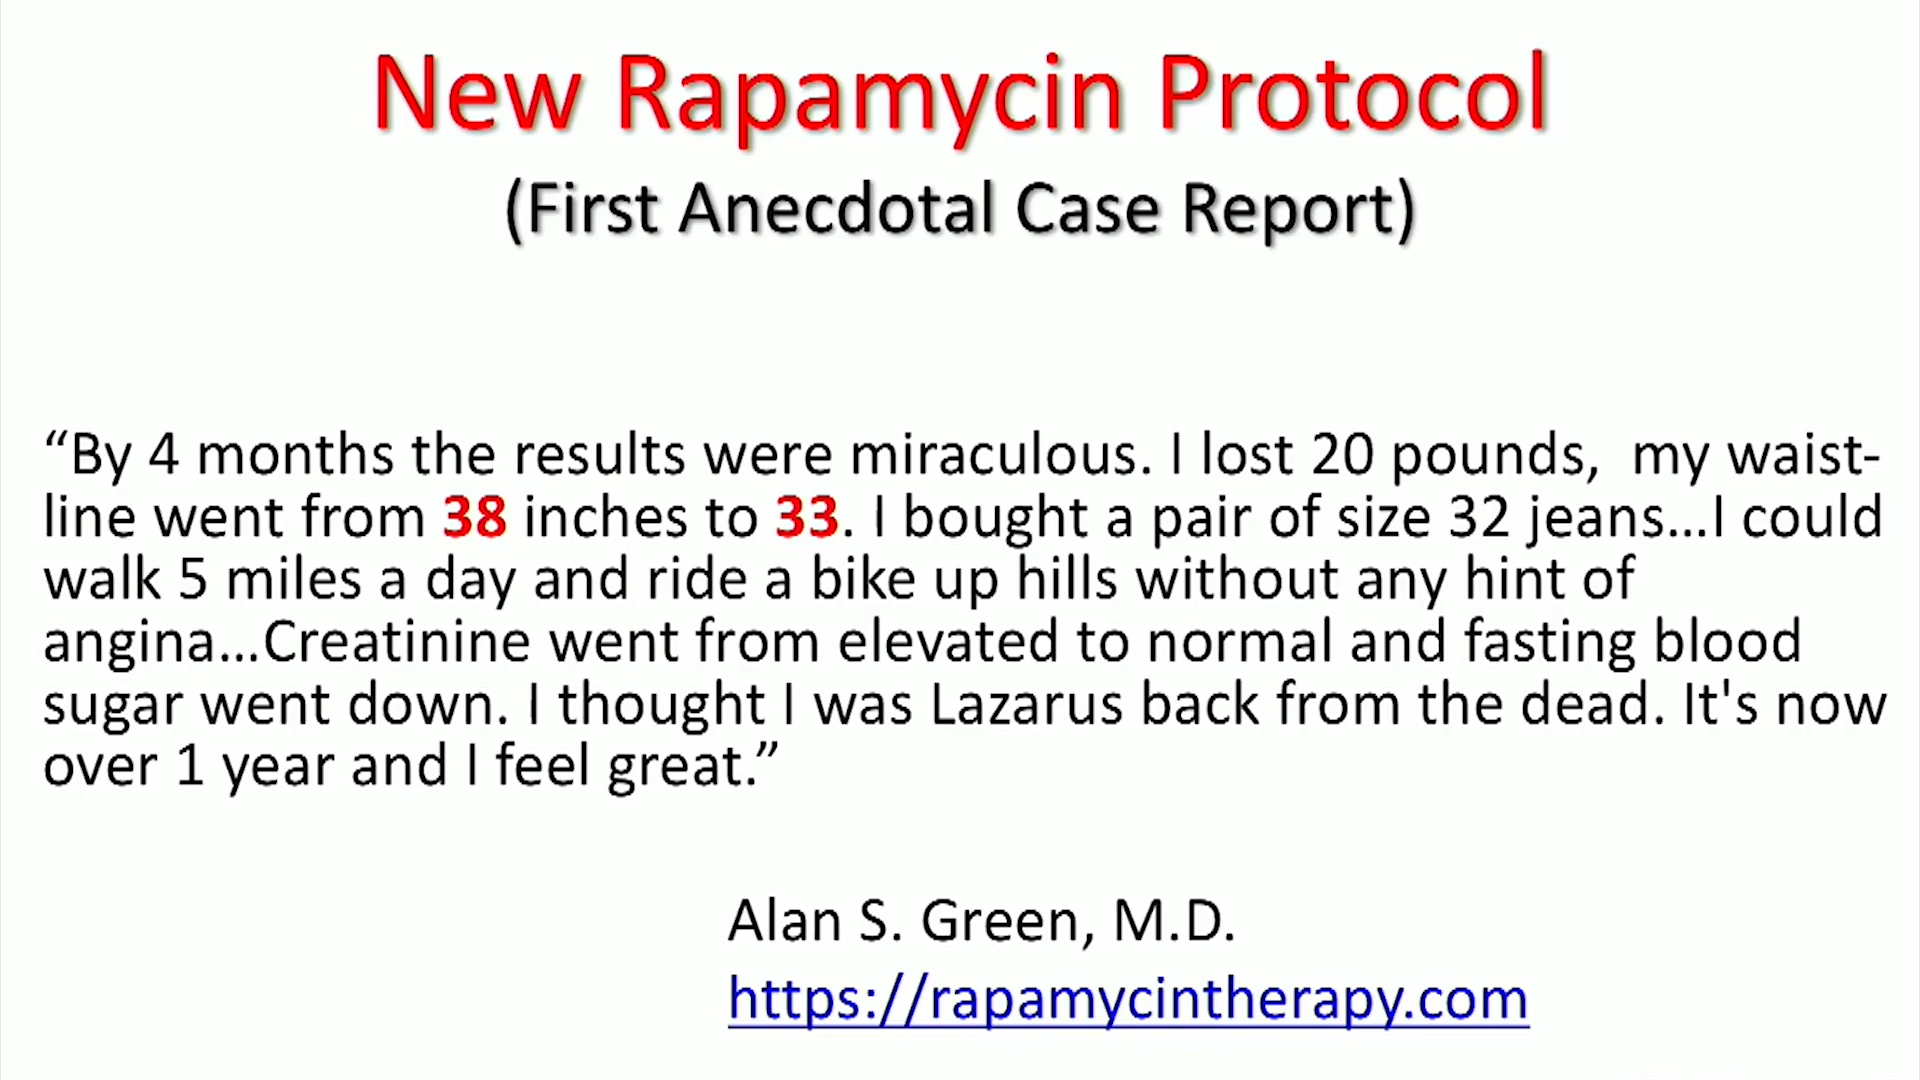 New Rapamycin Protocol
(First Anecdotal Case Report)
“By 4 months the results were miraculous. I lost 20 pounds,  my waist-
line went from 38 inches to 33. I bought a pair of size 32 jeans...I could
walk 5 miles a day and ride a bike up hills without any hint of
angina...Creatinine went from elevated to normal and fasting blood
sugar went down. I thought I was Lazarus back from the dead. It's now
over 1 year and I feel great.”
Alan S. Green, M.D.
https://rapamycintherapy.com